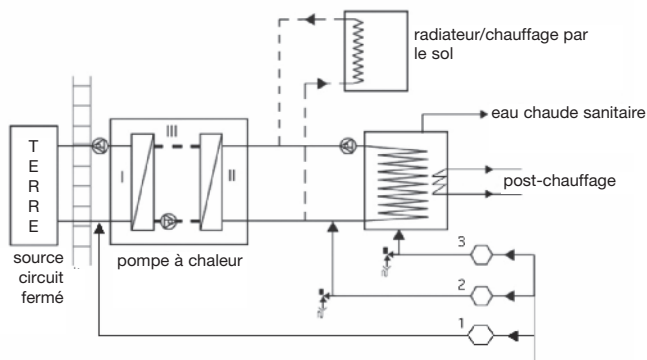 radiateur/chauffage par
le sol
eau chaude sanitaire
T
E
R
R
E
I
III
II
post-chauffage
source
circuit
fermé
pompe à chaleur
3
2
1